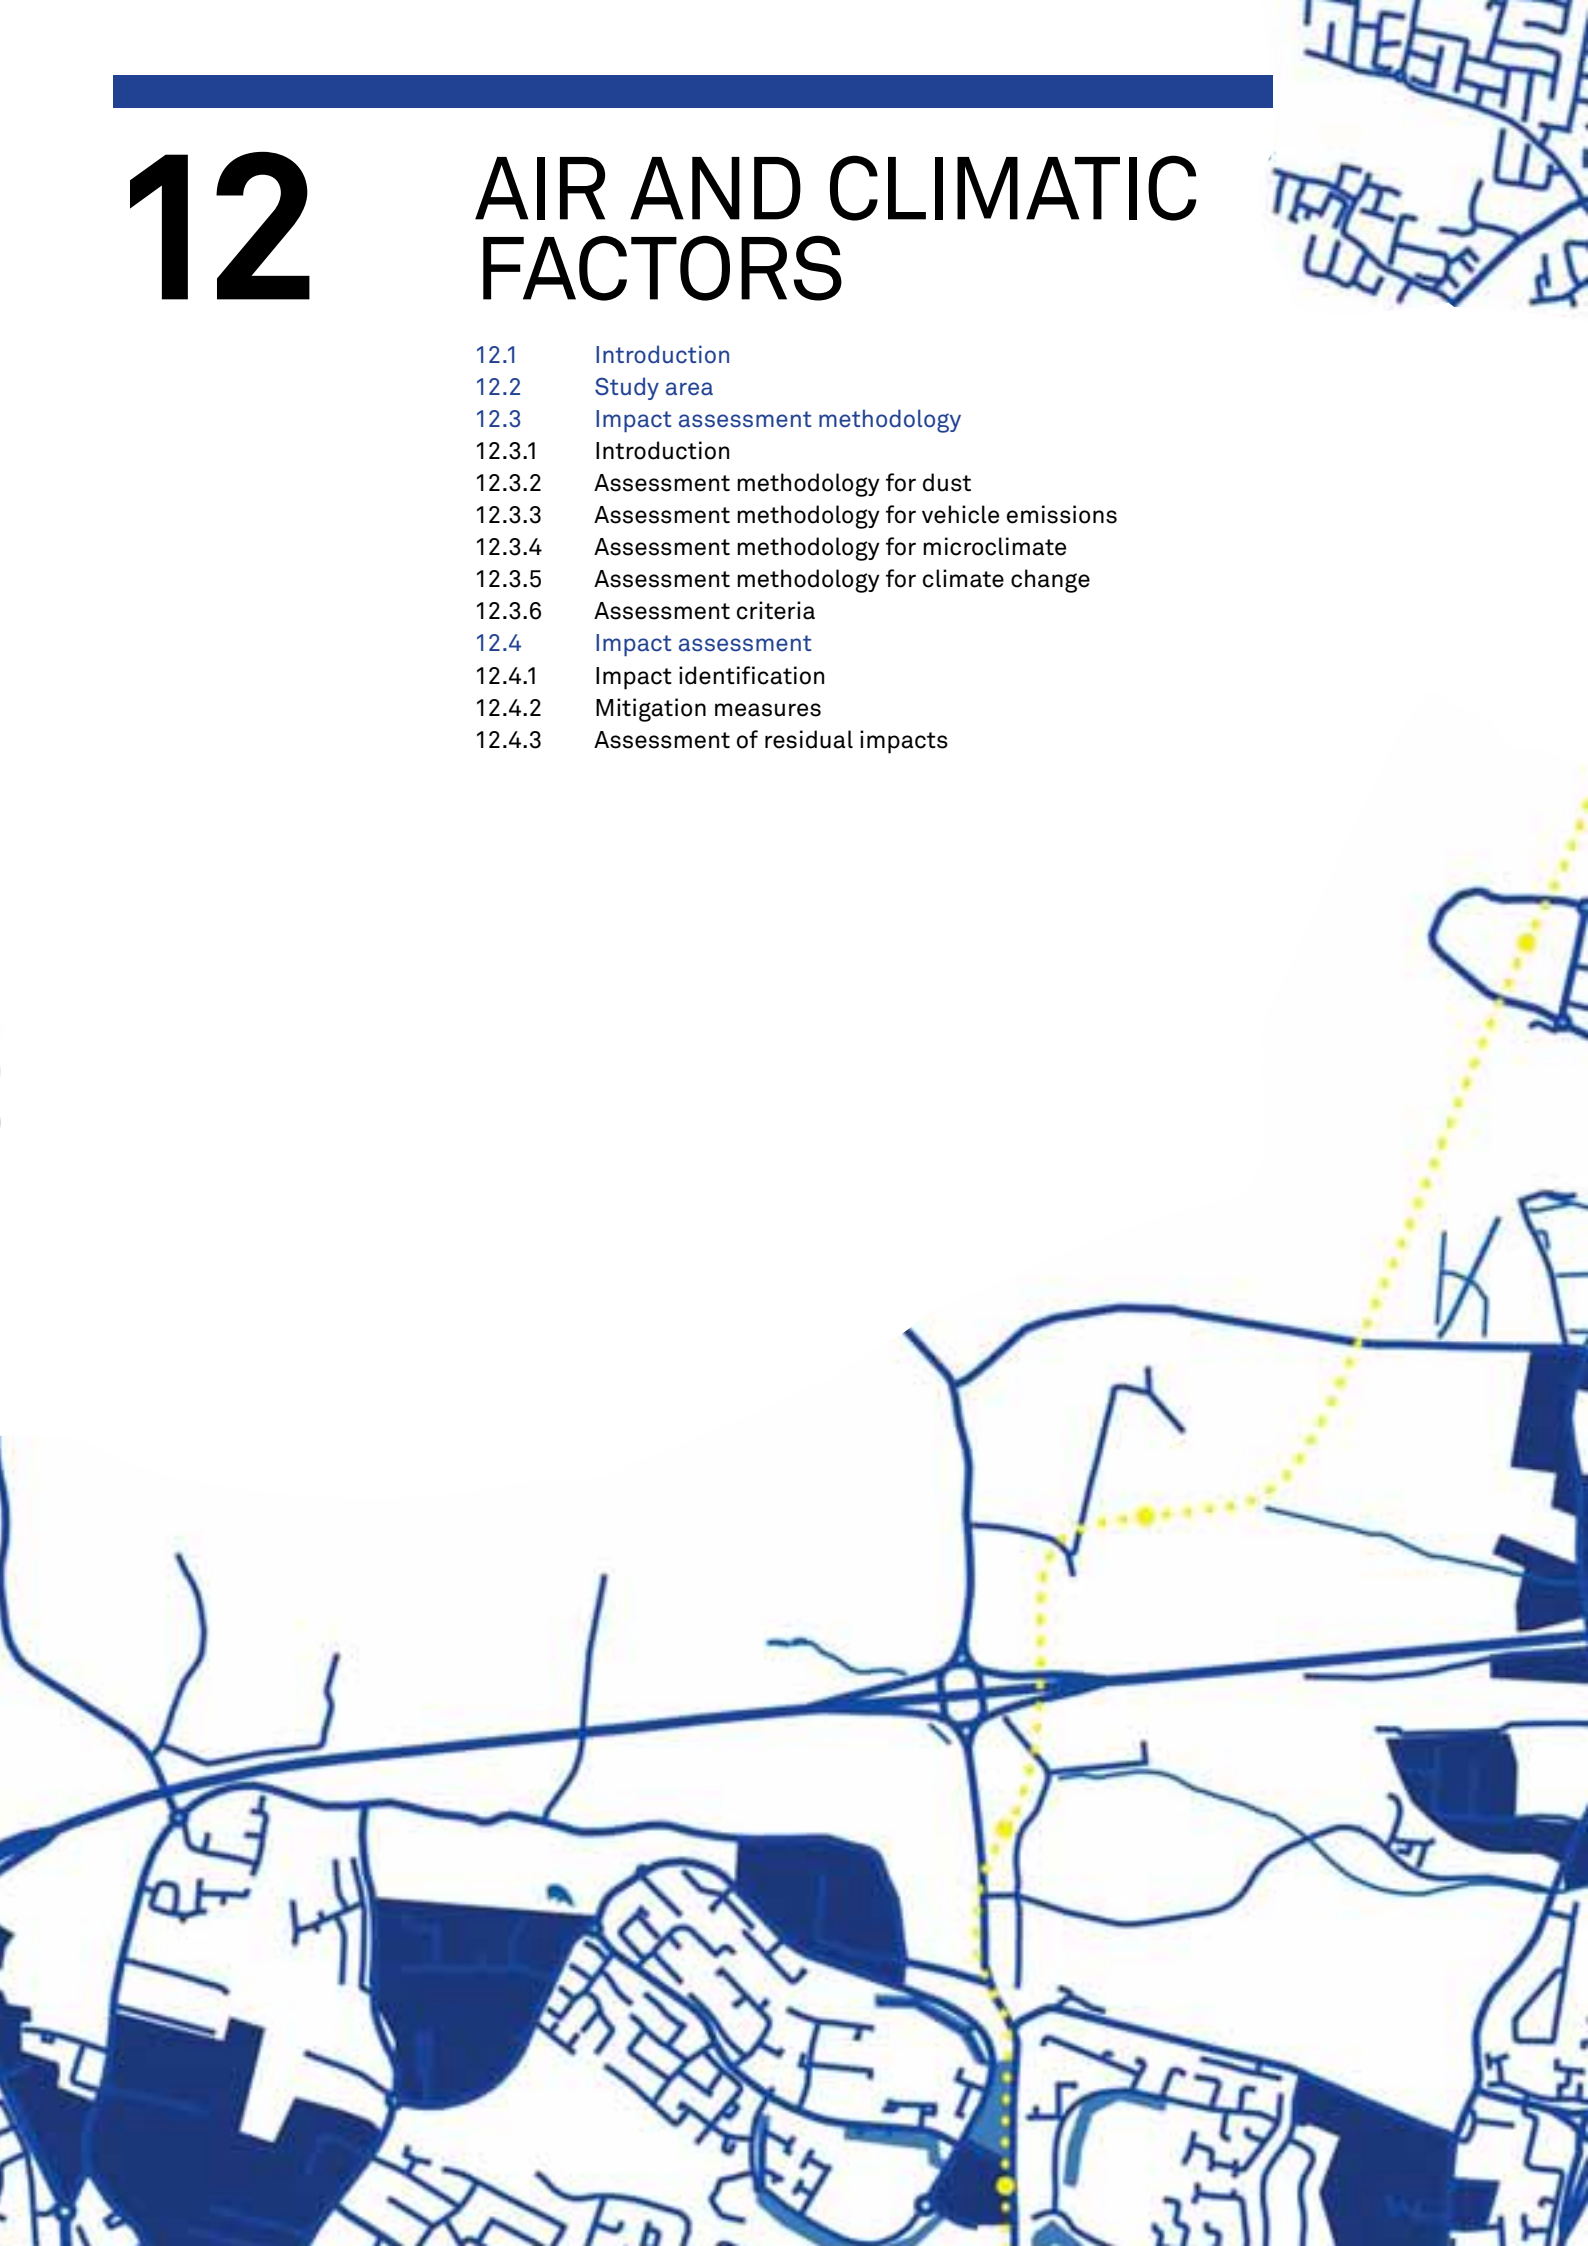 12
AIR AND CLIMATIC
FACTORS
12.1 Introduction
12.2 Study area
12.3 Impact assessment methodology
12.3.1 Introduction
12.3.2 Assessment methodology for dust
12.3.3 Assessment methodology for vehicle emissions
12.3.4 Assessment methodology for microclimate
12.3.5 Assessment methodology for climate change
12.3.6 Assessment criteria
12.4 Impact assessment
12.4.1 Impact identification
12.4.2 Mitigation measures
12.4.3 Assessment of residual impacts